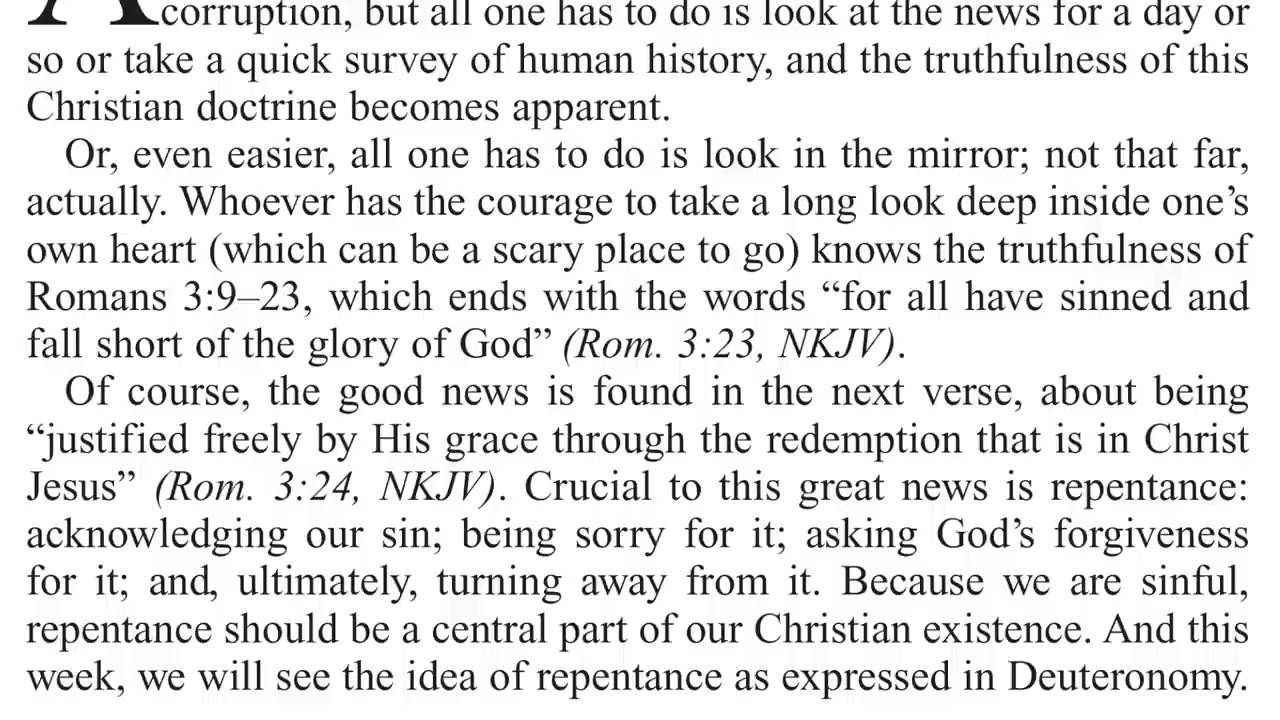 corruption, but all one has to do is look at the news for a day or
so or take a quick survey of human history, and the truthfulness of this
Christian doctrine becomes apparent.
Or, even easier, all one has to do is look in the mirror; not that far,
actually. Whoever has the courage to take a long look deep inside one’s
own heart (which can be a scary place to go) knows the truthfulness of
Romans 3:9–23, which ends with the words “for all have sinned and
fall short of the glory of God” (Rom. 3:23, NKJV).
Of course, the good news is found in the next verse, about being
“justified freely by His grace through the redemption that is in Christ
Jesus” (Rom. 3:24, NKJV). Crucial to this great news is repentance:
acknowledging our sin; being sorry for it; asking God’s forgiveness
for it; and, ultimately, turning away from it. Because we are sinful,
repentance should be a central part of our Christian existence. And this
week, we will see the idea of repentance as expressed in Deuteronomy.